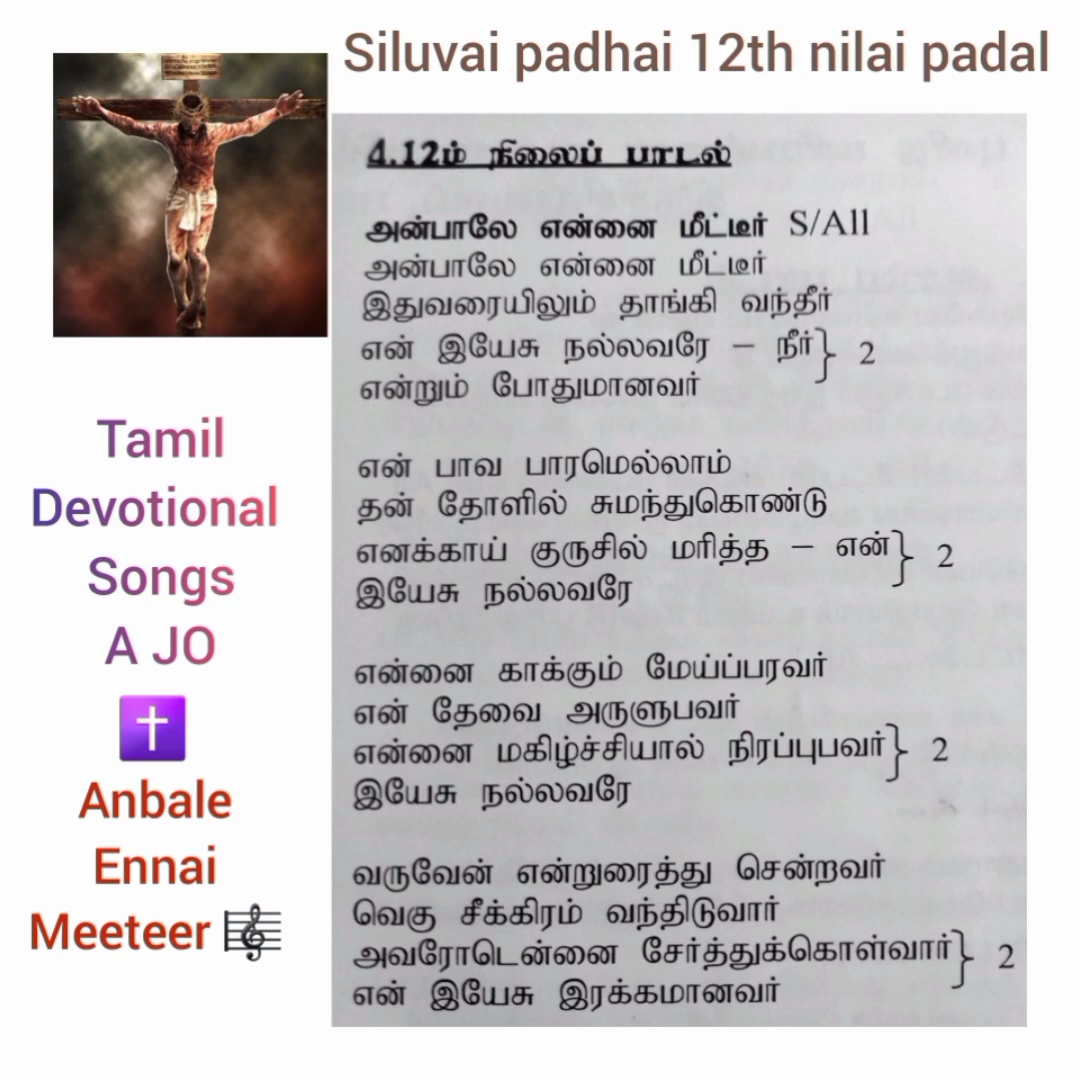 Siluvai padhai 12th nilai padal
4.12ம் நிலைப் பாடல்
அன்பாலே என்னை மீட்டீர் S/All
அன்பாலே என்னை மீட்டீர்
இதுவரையிலும் தாங்கி வந்தீர்
என் இயேசு நல்லவரே – நீர்} 2
என்றும் போதுமானவர்
என் பாவ பாரமெல்லாம்
தன் தோளில் சுமந்துகொண்டு
எனக்காய் குருசில் மரித்த – என்} 2
இயேசு நல்லவரே
என்னை காக்கும் மேய்ப்பரவர்
என் தேவை அருளுபவர்
என்னை மகிழ்ச்சியால் நிரப்புபவர்} 2
இயேசு நல்லவரே
வருவேன் என்றுரைத்து சென்றவர்
வெகு சீக்கிரம் வந்திடுவார்
அவரோடென்னை சேர்த்துக்கொள்வார்} 2
என் இயேசு இரக்கமானவர்
Tamil
Devotional
Songs
A JO
Anbale
Ennai
Meeteer